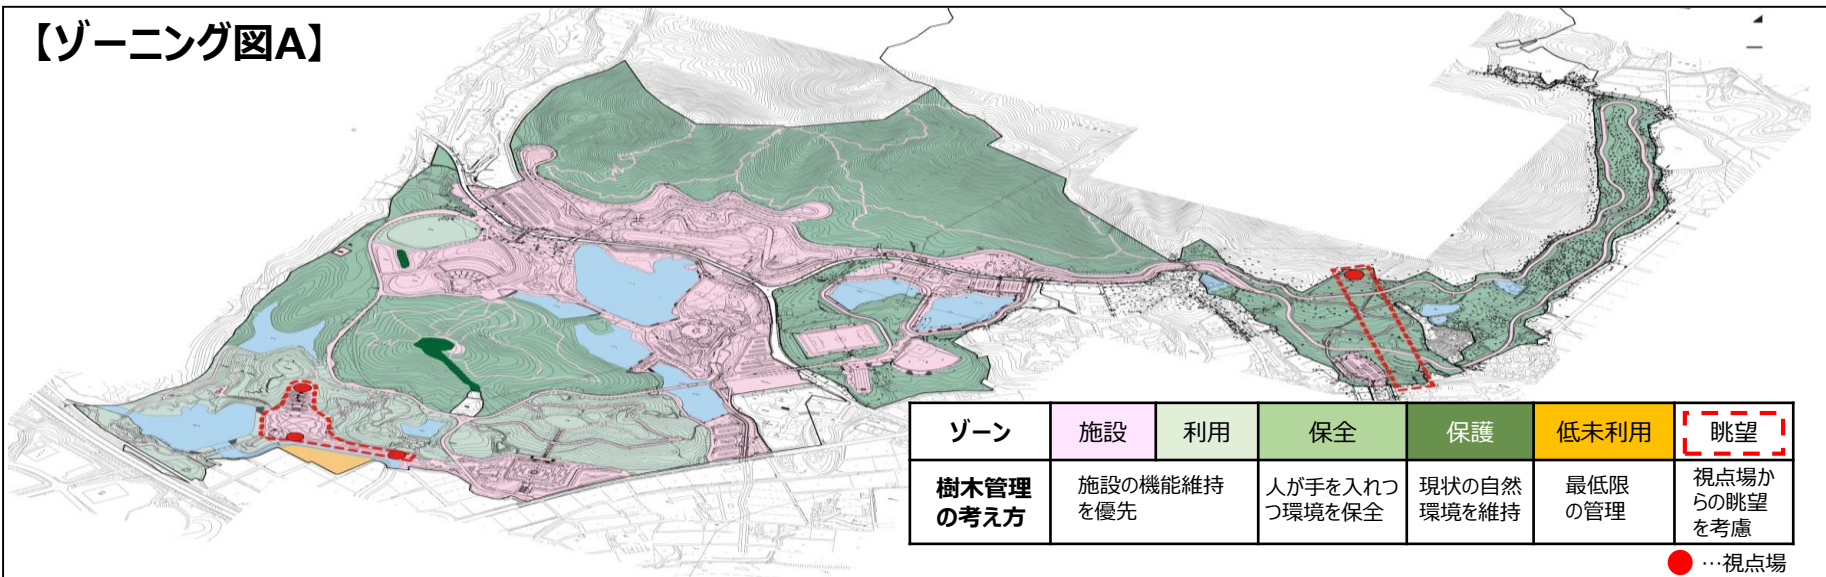 【ゾーニング図A】
ゾーン 施設 利用 保全 保護 低未利用 眺望
樹木管理
の考え方
施設の機能維持
を優先
人が手を入れつ
つ環境を保全
現状の自然
環境を維持
最低限
の管理
視点場か
らの眺望
を考慮
…視点場